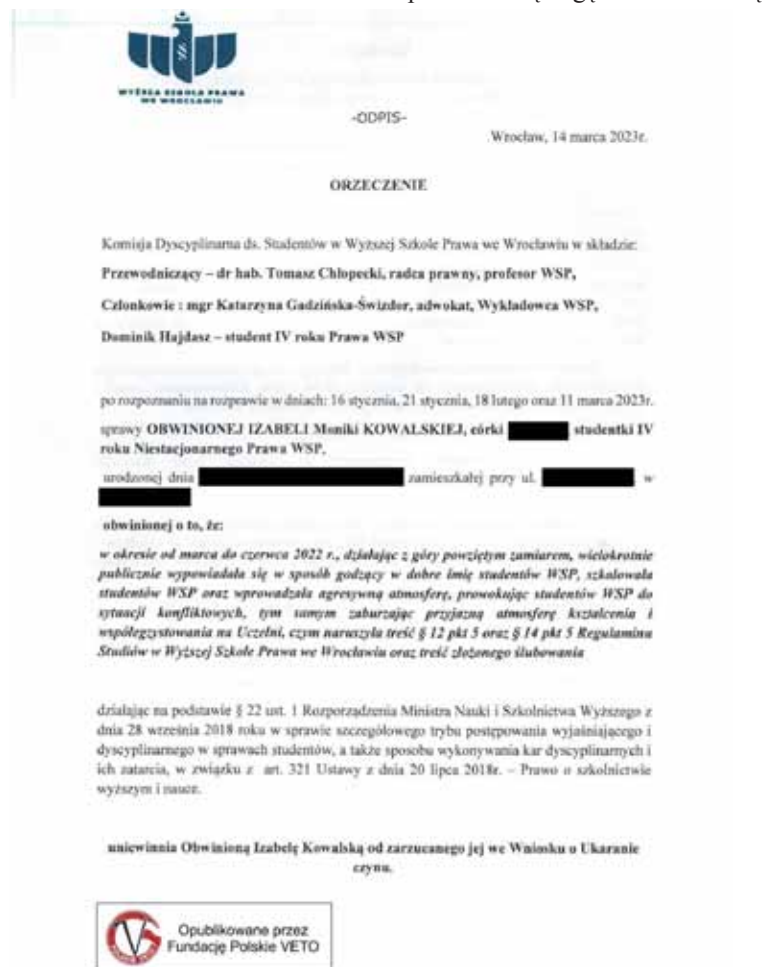 WYŻSZA SZKOŁA PRAWA
WE WROCŁAWIU
-ODPIS-
Wrocław, 14 marca 2023r.
ORZECZENIE
Komisja Dyscyplinarna ds. Studentów w Wyższej Szkole Prawa we Wrocławiu w składzie:
Przewodniczący – dr hab. Tomasz Chłopecki, radca prawny, profesor WSP,
Członkowie : mgr Katarzyna Gadzińska-Świzdor, adwokat, Wykładowca WSP,
Dominik Hajdasz – student IV roku Prawa WSP
po rozpoznaniu na rozprawie w dniach: 16 stycznia, 21 stycznia, 18 lutego oraz 11 marca 2023r.
sprawy OBWINIONEJ IZABELI Moniki KOWALSKIEJ, córki studentki IV
roku Niestacjonarnego Prawa WSP,
urodzonej dnia zamieszkałej przy ul. w
obwinionej o to, że:
w okresie od marca do czerwca 2022 r., działając z góry powziętym zamiarem, wielokrotnie
publicznie wypowiadała się w sposób godzący w dobre imię studentów WSP, szkalowała
studentów WSP oraz wprowadzała agresywną atmosferę, prowokując studentów WSP do
sytuacji konfliktowych, tym samym zaburzając przyjazną atmosferę kształcenia i
współegzystowania na Uczelni, czym naruszyła treść § 12 pkt 5 oraz § 14 pkt 5 Regulaminu
Studiów w Wyższej Szkole Prawa we Wrocławiu oraz treść złożonego ślubowania
działając na podstawie § 22 ust. 1 Rozporządzenia Ministra Nauki i Szkolnictwa Wyższego z
dnia 28 września 2018 roku w sprawie szczegółowego trybu postępowania wyjaśniającego i
dyscyplinarnego w sprawach studentów, a także sposobu wykonywania kar dyscyplinarnych i
ich zatarcia, w związku z art. 321 Ustawy z dnia 20 lipca 2018r. – Prawo o szkolnictwie
wyższym i nauce.
uniewinnia Obwinioną Izabelę Kowalską od zarzucanego jej we Wniosku o Ukaranie
czynu.
Opublikowane przez
Fundację Polskie VETO